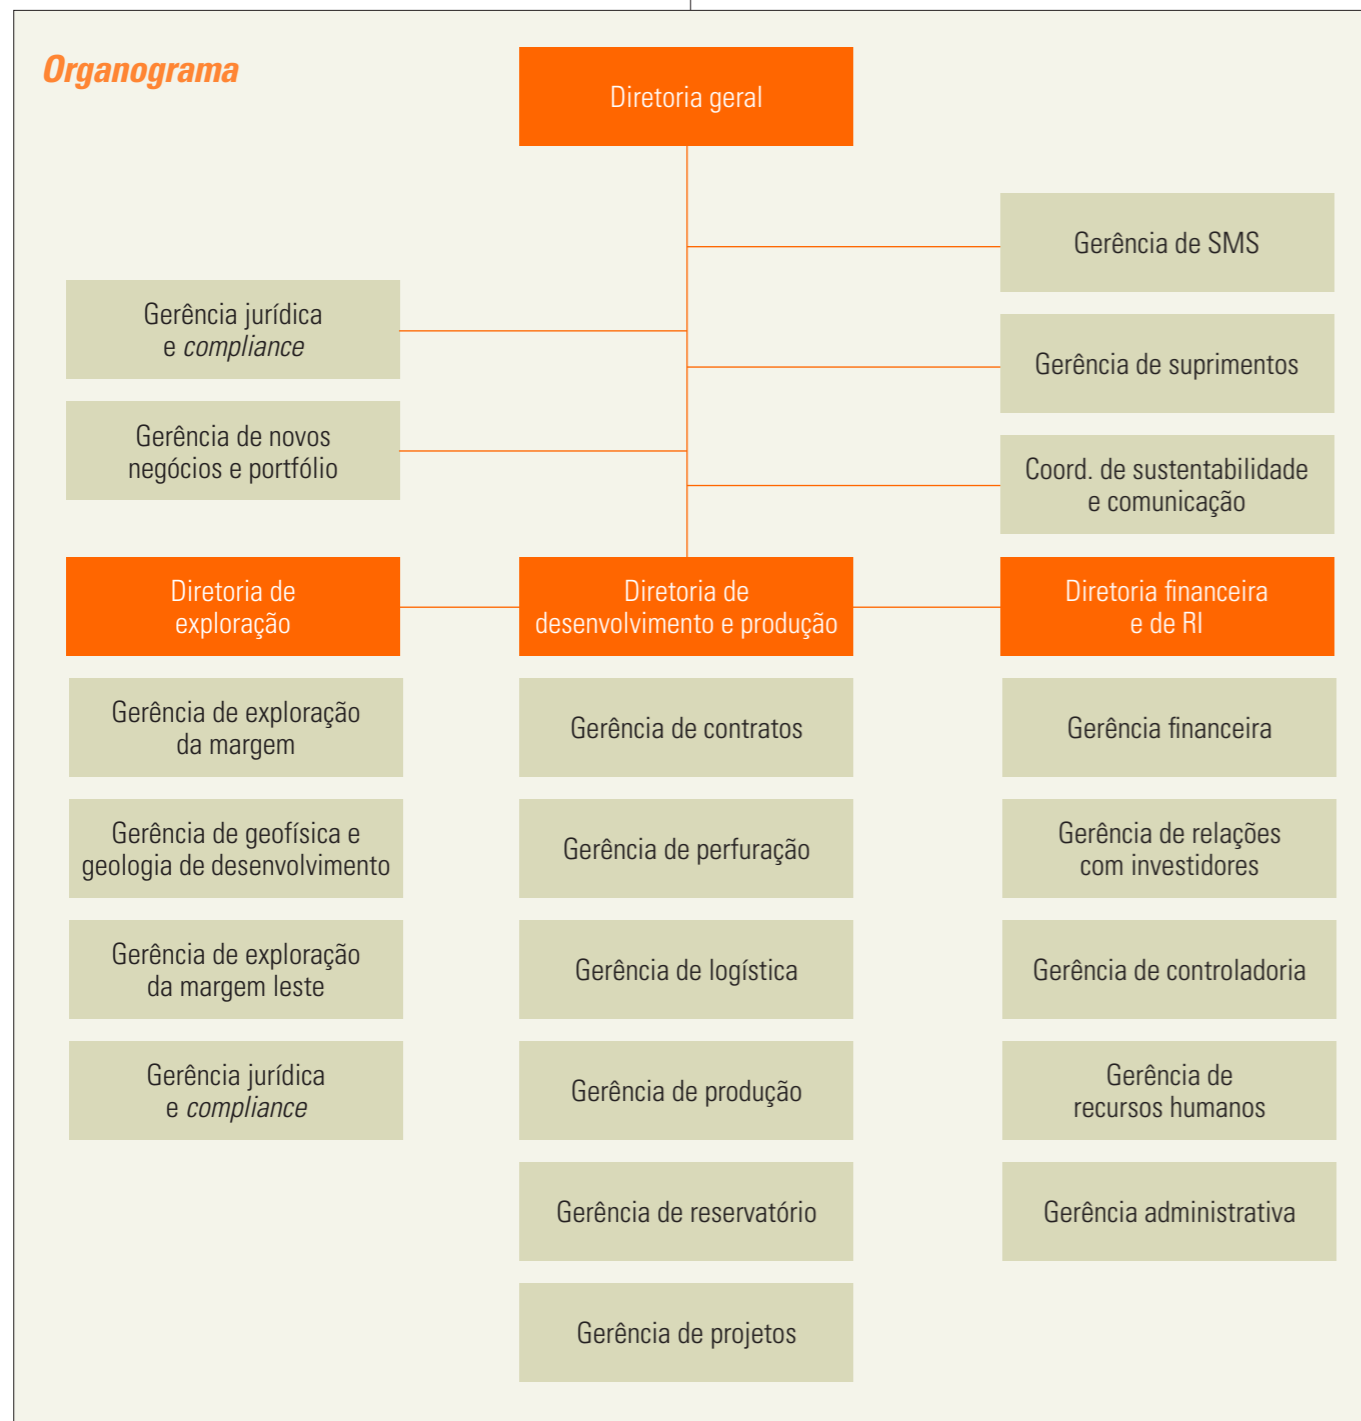 Organograma
Diretoria geral
Gerência de SMS
Gerência jurídica
e compliance
Gerência de suprimentos
Gerência de novos
negócios e portfólio
Coord. de sustentabilidade
e comunicação
Diretoria de
exploração
Diretoria de
desenvolvimento e produção
Diretoria financeira
e de RI
Gerência de exploração
da margem
Gerência de geofísica e
geologia de desenvolvimento
Gerência de exploração
da margem leste
Gerência jurídica
e compliance
Gerência de contratos
Gerência de perfuração
Gerência de logística
Gerência de produção
Gerência de reservatório
Gerência de projetos
Gerência financeira
Gerência de relações
com investidores
Gerência de controladoria
Gerência de
recursos humanos
Gerência administrativa